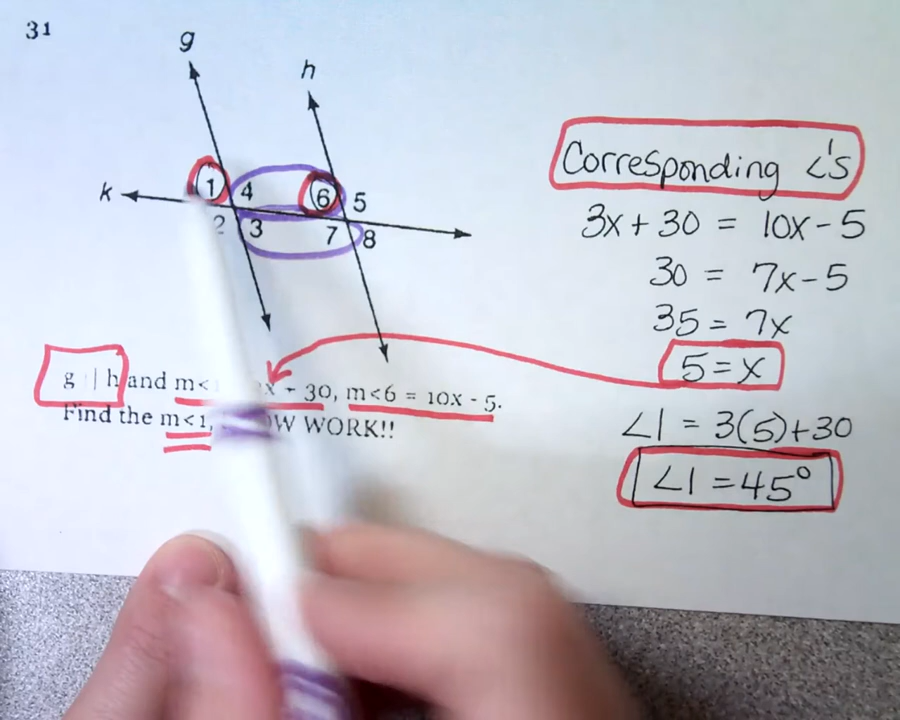 31
g
h
k
1 4 6 5
2 3 7 8
Corresponding ∠'s
3x + 30 = 10x - 5
30 = 7x - 5
35 = 7x
5 = x
∠1 = 3(5)+30
∠1 = 45°
g || h and m< x - 30, m<6 = 10x - 5.
Find the m<1, OW WORK!!